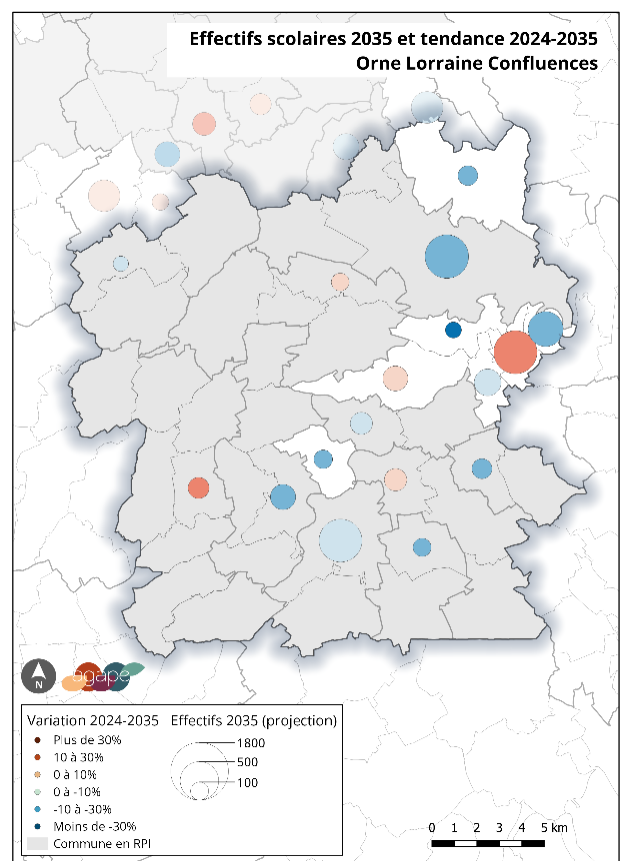 Effectifs scolaires 2035 et tendance 2024-2035
Orne Lorraine Confluences
N
agape
Variation 2024-2035
Plus de 30%
10 à 30%
0 à 10%
0 à -10%
-10 à -30%
Moins de -30%
Commune en RPI
Effectifs 2035 (projection)
1800
500
100
0 1 2 3 4 5 km